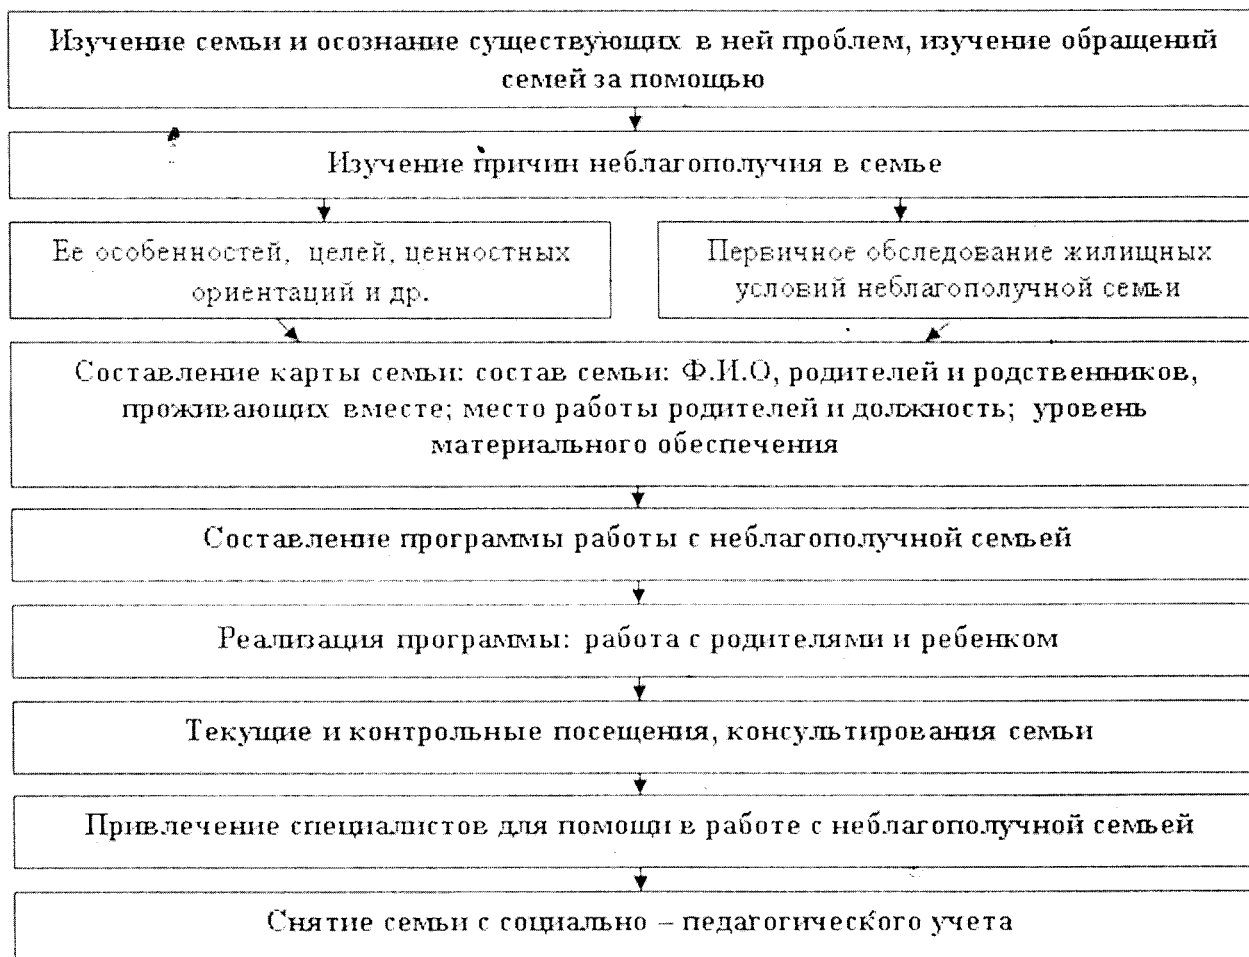 Изучение семьи и осознание существующих в ней проблем, изучение обращений
семей за помощью
Изучение причин неблагополучия в семье
Ее особенностей, целей, ценностных
ориентаций и др.
Первичное обследование жилищных
условий неблагополучной семьи
Составление карты семьи: состав семьи: Ф.И.О, родителей и родственников,
проживающих вместе; место работы родителей и должность; уровень
материального обеспечения
Составление программы работы с неблагополучной семьей
Реализация программы: работа с родителями и ребенком
Текущие и контрольные посещения, консультирования семьи
Привлечение специалистов для помощи в работе с неблагополучной семьей
Снятие семьи с социально – педагогического учета